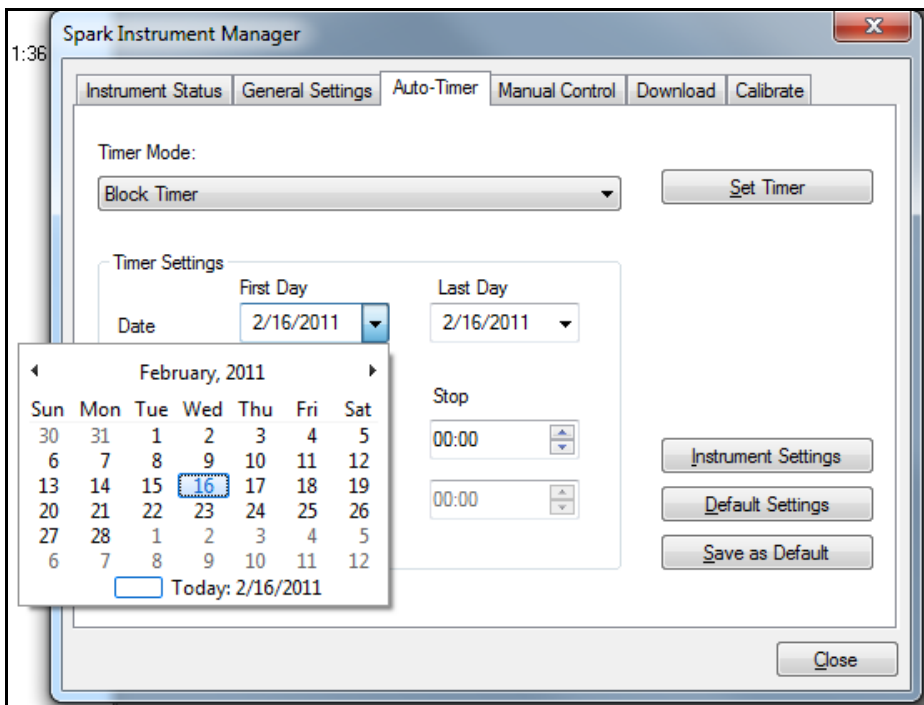 Spark Instrument Manager
1:36
Instrument Status General Settings Auto-Timer Manual Control Download Calibrate
Timer Mode:
Block Timer
Set Timer
Timer Settings
First Day Last Day
Date 2/16/2011 2/16/2011
February, 2011
Sun Mon Tue Wed Thu Fri Sat
30 31 1 2 3 4 5
6 7 8 9 10 11 12
13 14 15 16 17 18 19
20 21 22 23 24 25 26
27 28 1 2 3 4 5
6 7 8 9 10 11 12
Today: 2/16/2011
Stop
00:00
00:00
Instrument Settings
Default Settings
Save as Default
Close